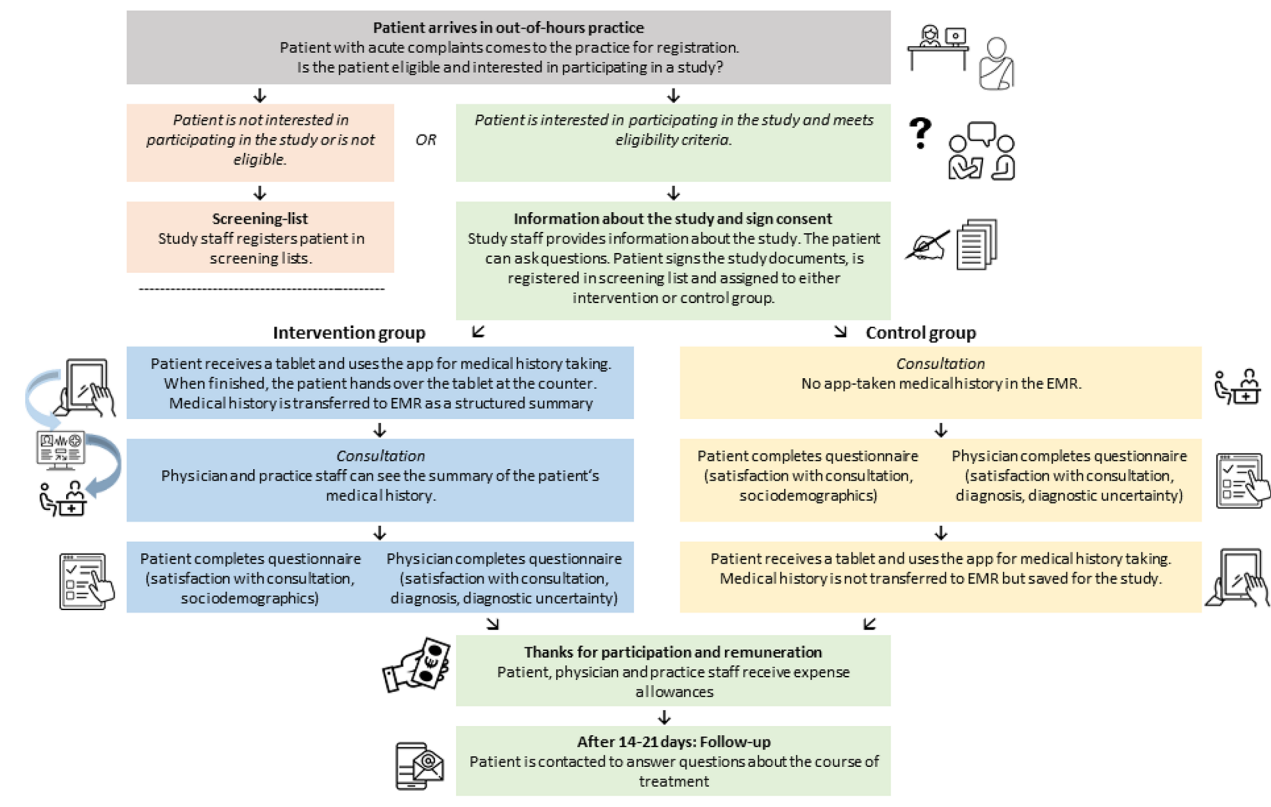 Patient arrives in out-of-hours practice
Patient with acute complaints comes to the practice for registration.
Is the patient eligible and interested in participating in a study?
Patient is not interested in
participating in the study or is not
eligible.
OR
Patient is interested in participating in the study and meets
eligibility criteria.
?
Screening-list
Study staff registers patient in
screening lists.
Information about the study and sign consent
Study staff provides information about the study. The patient
can ask questions. Patient signs the study documents, is
registered in screening list and assigned to either
intervention or control group.
Intervention group
Control group
Patient receives a tablet and uses the app for medical history taking.
When finished, the patient hands over the tablet at the counter.
Medical history is transferred to EMR as a structured summary
Consultation
No app-taken medical history in the EMR.
Consultation
Physician and practice staff can see the summary of the patient's
medical history.
Patient completes questionnaire
(satisfaction with consultation,
sociodemographics)
Physician completes questionnaire
(satisfaction with consultation,
diagnosis, diagnostic uncertainty)
Patient completes questionnaire
(satisfaction with consultation,
sociodemographics)
Physician completes questionnaire
(satisfaction with consultation,
diagnosis, diagnostic uncertainty)
Patient receives a tablet and uses the app for medical history taking.
Medical history is not transferred to EMR but saved for the study.
Thanks for participation and remuneration
Patient, physician and practice staff receive expense
allowances
After 14-21 days: Follow-up
Patient is contacted to answer questions about the course of
treatment